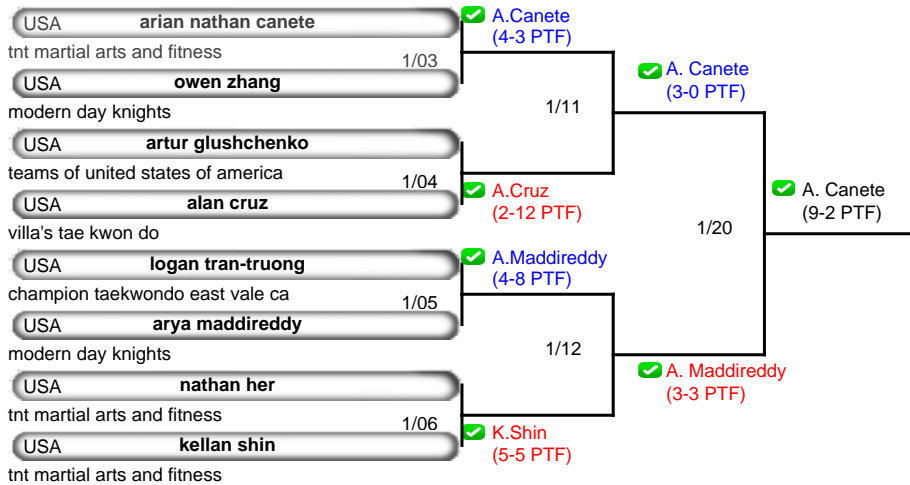 USA arian nathan canete
tnt martial arts and fitness
1/03
USA owen zhang
modern day knights
USA artur glushchenko
teams of united states of america
1/04
USA alan cruz
villa's tae kwon do
USA logan tran-truong
champion taekwondo east vale ca
1/05
USA arya maddireddy
modern day knights
USA nathan her
tnt martial arts and fitness
1/06
USA kellan shin
tnt martial arts and fitness
A.Canete
(4-3 PTF)
1/11
A.Cruz
(2-12 PTF)
A.Maddireddy
(4-8 PTF)
1/12
K.Shin
(5-5 PTF)
A. Canete
(3-0 PTF)
1/20
A. Maddireddy
(3-3 PTF)
A. Canete
(9-2 PTF)